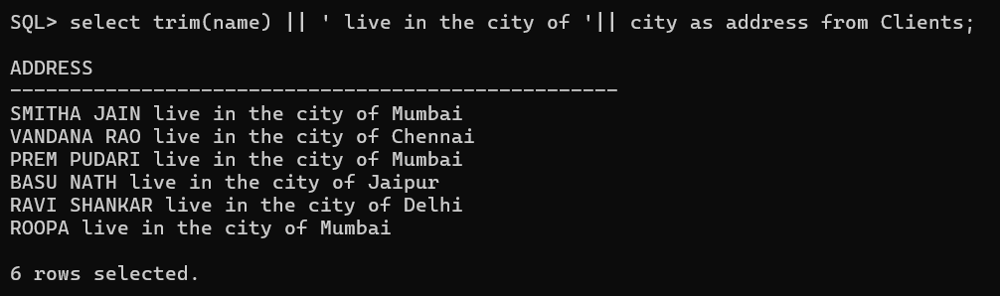 SQL> select trim(name) || ' live in the city of '|| city as address from Clients;
ADDRESS
---------------------------------------------------
SMITHA JAIN live in the city of Mumbai
VANDANA RAO live in the city of Chennai
PREM PUDARI live in the city of Mumbai
BASU NATH live in the city of Jaipur
RAVI SHANKAR live in the city of Delhi
ROOPA live in the city of Mumbai
6 rows selected.